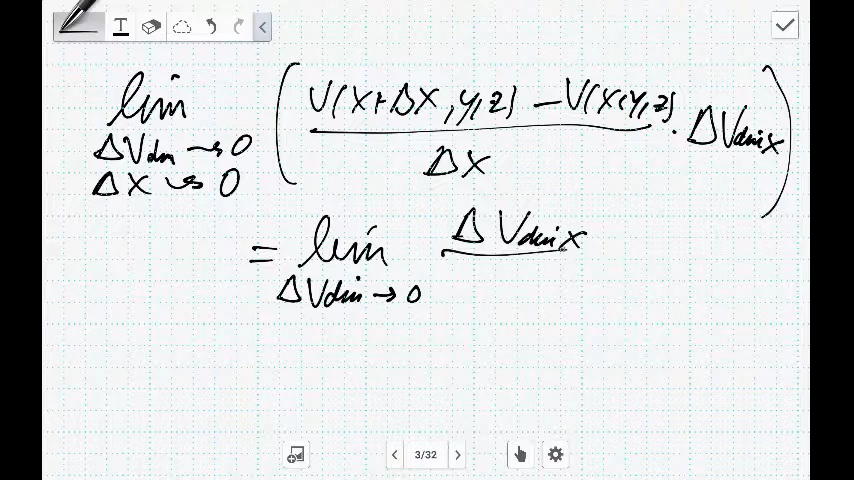 lim ( V(x+Δx, y, z) − V(x, y, z) / Δx · ΔVdin x )
ΔVdin → 0
Δx → 0
= lim ΔVdin x
ΔVdin → 0
3/32